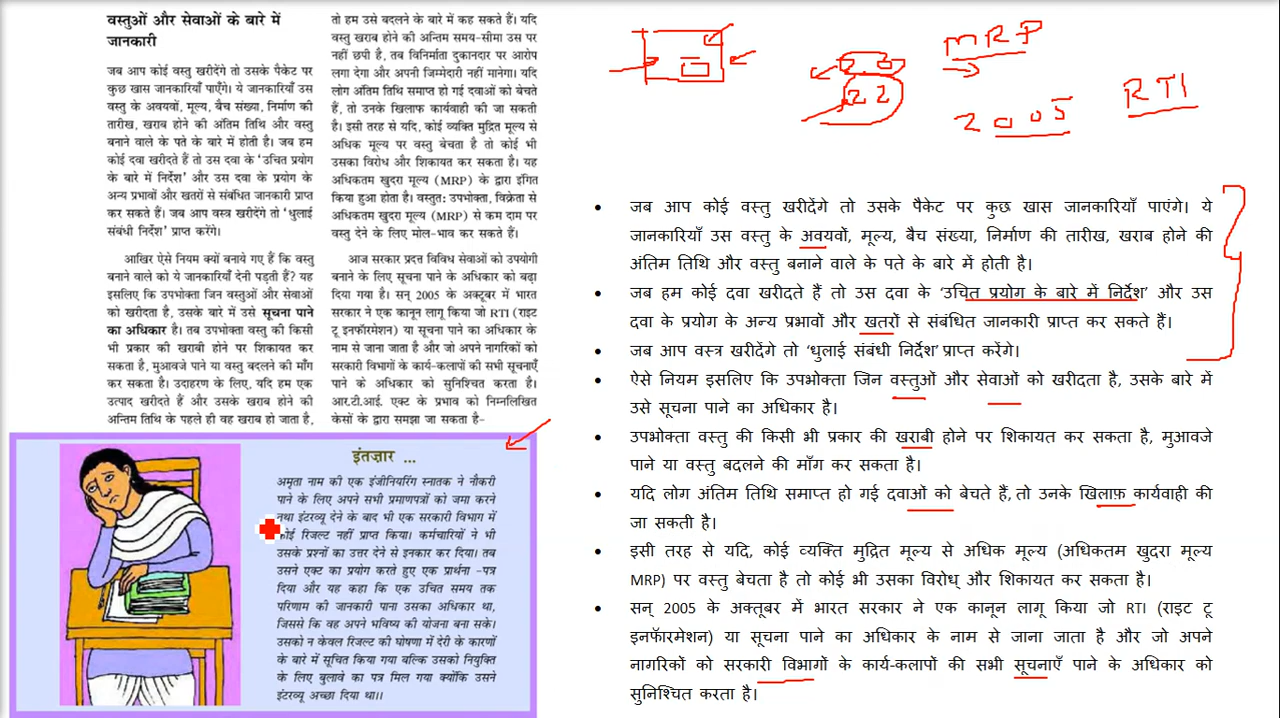 वस्तुओं और सेवाओं के बारे में
जानकारी
जब आप कोई वस्तु खरीदेंगे तो उसके पैकेट पर
कुछ खास जानकारियाँ पाएँगे। ये जानकारियाँ उस
वस्तु के अवयवों, मूल्य, बैच संख्या, निर्माण की
तारीख, खराब होने की अंतिम तिथि और वस्तु
बनाने वाले के पते के बारे में होती है। जब हम
कोई दवा खरीदते हैं तो उस दवा के 'उचित प्रयोग
के बारे में निर्देश' और उस दवा के प्रयोग के
अन्य प्रभावों और खतरों से संबंधित जानकारी प्राप्त
कर सकते हैं। जब आप वस्त्र खरीदेंगे तो 'धुलाई
संबंधी निर्देश' प्राप्त करेंगे।
आखिर ऐसे नियम क्यों बनाये गए हैं कि वस्तु
बनाने वाले को ये जानकारियाँ देनी पड़ती हैं? यह
इसलिए कि उपभोक्ता जिन वस्तुओं और सेवाओं
को खरीदता है, उसके बारे में उसे सूचना पाने
का अधिकार है। तब उपभोक्ता वस्तु की किसी
भी प्रकार की खराबी होने पर शिकायत कर
सकता है, मुआवजे पाने या वस्तु बदलने की माँग
कर सकता है। उदाहरण के लिए, यदि हम एक
उत्पाद खरीदते हैं और उसके खराब होने की
अन्तिम तिथि के पहले ही वह खराब हो जाता है,
तो हम उसे बदलने के बारे में कह सकते हैं। यदि
वस्तु खराब होने की अन्तिम समय-सीमा उस पर
नहीं छपी है, तब विनिर्माता दुकानदार पर आरोप
लगा देगा और अपनी जिम्मेदारी नहीं मानेगा। यदि
लोग अंतिम तिथि समाप्त हो गई दवाओं को बेचते
हैं, तो उनके खिलाफ कार्यवाही की जा सकती है।
इसी तरह से यदि, कोई व्यक्ति मुद्रित मूल्य से
अधिक मूल्य पर वस्तु बेचता है तो कोई भी
उसका विरोध और शिकायत कर सकता है। यह
अधिकतम खुदरा मूल्य (MRP) के द्वारा इंगित
किया हुआ होता है। वस्तुत: उपभोक्ता, विक्रेता से
अधिकतम खुदरा मूल्य (MRP) से कम दाम पर
वस्तु देने के लिए मोल-भाव कर सकते हैं।
आज सरकार प्रदत्त विविध सेवाओं को उपयोगी
बनाने के लिए सूचना पाने के अधिकार को बढ़ा
दिया गया है। सन् 2005 के अक्टूबर में भारत
सरकार ने एक कानून लागू किया जो RTI (राइट
टू इनफॉरमेशन) या सूचना पाने का अधिकार के
नाम से जाना जाता है और जो अपने नागरिकों को
सरकारी विभागों के कार्य-कलापों की सभी सूचनाएँ
पाने के अधिकार को सुनिश्चित करता है।
आर.टी.आई. एक्ट के प्रभाव को निम्नलिखित
केसों के द्वारा समझा जा सकता है-
इंतज़ार ...
अमृता नाम की एक इंजीनियरिंग स्नातक ने नौकरी
पाने के लिए अपने सभी प्रमाणपत्रों को जमा करने
तथा इंटरव्यू देने के बाद भी एक सरकारी विभाग में
कोई रिजल्ट नहीं प्राप्त किया। कर्मचारियों ने भी
उसके प्रश्नों का उत्तर देने से इनकार कर दिया। तब
उसने एक्ट का प्रयोग करते हुए एक प्रार्थना -पत्र
दिया और यह कहा कि एक उचित समय तक
परिणाम की जानकारी पाना उसका अधिकार था,
जिससे कि वह अपने भविष्य की योजना बना सके।
उसको न केवल रिजल्ट की घोषणा में देरी के कारणों
के बारे में सूचित किया गया बल्कि उसको नियुक्ति
के लिए बुलावे का पत्र मिल गया क्योंकि उसने
इंटरव्यू अच्छा दिया था।।
MRP
2005
RTI
22
• जब आप कोई वस्तु खरीदेंगे तो उसके पैकेट पर कुछ खास जानकारियाँ पाएंगे। ये
जानकारियाँ उस वस्तु के अवयवों, मूल्य, बैच संख्या, निर्माण की तारीख, खराब होने की
अंतिम तिथि और वस्तु बनाने वाले के पते के बारे में होती है।
• जब हम कोई दवा खरीदते हैं तो उस दवा के 'उचित प्रयोग के बारे में निर्देश' और उस
दवा के प्रयोग के अन्य प्रभावों और खतरों से संबंधित जानकारी प्राप्त कर सकते हैं।
• जब आप वस्त्र खरीदेंगे तो 'धुलाई संबंधी निर्देश' प्राप्त करेंगे।
• ऐसे नियम इसलिए कि उपभोक्ता जिन वस्तुओं और सेवाओं को खरीदता है, उसके बारे में
उसे सूचना पाने का अधिकार है।
• उपभोक्ता वस्तु की किसी भी प्रकार की खराबी होने पर शिकायत कर सकता है, मुआवजे
पाने या वस्तु बदलने की माँग कर सकता है।
• यदि लोग अंतिम तिथि समाप्त हो गई दवाओं को बेचते हैं, तो उनके खिलाफ़ कार्यवाही की
जा सकती है।
• इसी तरह से यदि, कोई व्यक्ति मुद्रित मूल्य से अधिक मूल्य (अधिकतम खुदरा मूल्य
MRP) पर वस्तु बेचता है तो कोई भी उसका विरोध् और शिकायत कर सकता है।
• सन् 2005 के अक्तूबर में भारत सरकार ने एक कानून लागू किया जो RTI (राइट टू
इनफॅारमेशन) या सूचना पाने का अधिकार के नाम से जाना जाता है और जो अपने
नागरिकों को सरकारी विभागों के कार्य-कलापों की सभी सूचनाएँ पाने के अधिकार को
सुनिश्चित करता है।